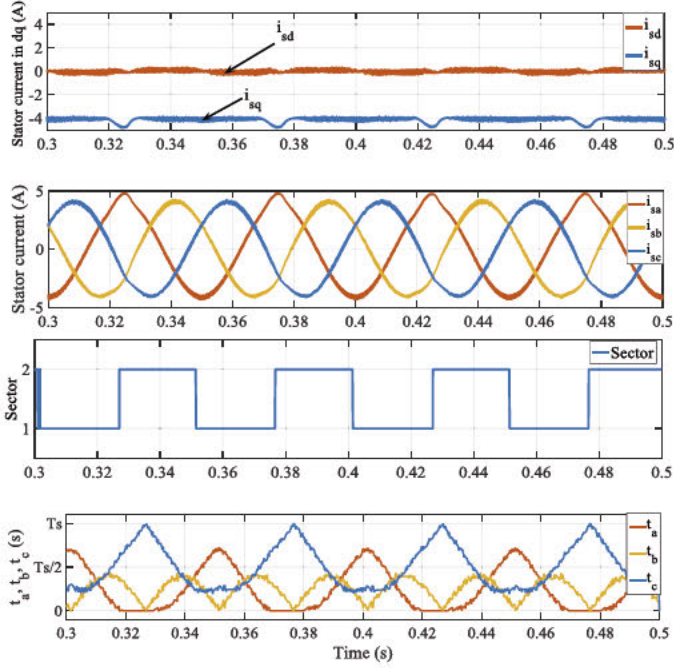 Stator current in dq (A)
4
2
0
-2
-4
i_sd
i_sq
i_sd
i_sq
0.3 0.32 0.34 0.36 0.38 0.4 0.42 0.44 0.46 0.48 0.5
Stator current (A)
5
0
-5
i_sa
i_sb
i_sc
0.3 0.32 0.34 0.36 0.38 0.4 0.42 0.44 0.46 0.48 0.5
Sector
2
1
Sector
0.3 0.32 0.34 0.36 0.38 0.4 0.42 0.44 0.46 0.48 0.5
t_a, t_b, t_c (s)
Ts
Ts/2
0
t_a
t_b
t_c
0.3 0.32 0.34 0.36 0.38 0.4 0.42 0.44 0.46 0.48 0.5
Time (s)